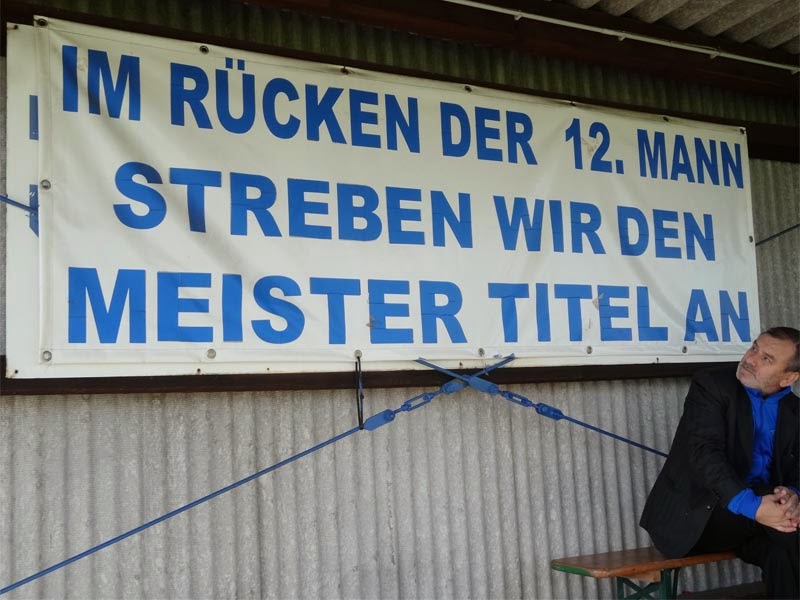 IM RÜCKEN DER 12. MANN
STREBEN WIR DEN
MEISTER TITEL AN